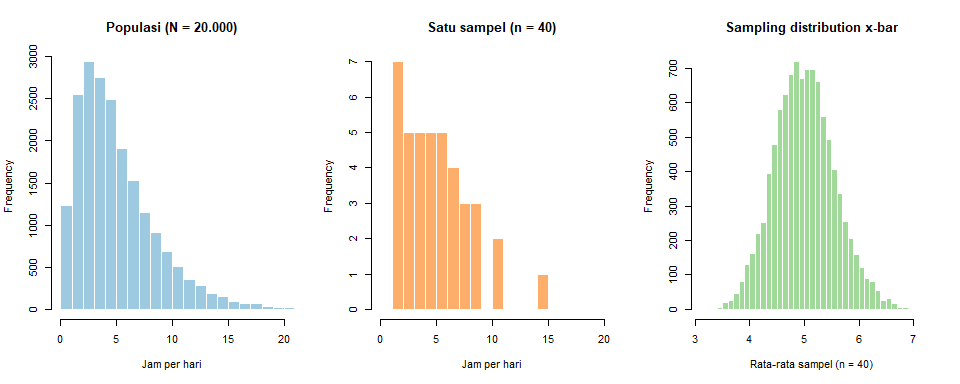 Populasi (N = 20.000)
Frequency
3000
2500
2000
1500
1000
500
0
0 5 10 15 20
Jam per hari
Satu sampel (n = 40)
Frequency
7
6
5
4
3
2
1
0
0 5 10 15 20
Jam per hari
Sampling distribution x-bar
Frequency
700
600
500
400
300
200
100
0
3 4 5 6 7
Rata-rata sampel (n = 40)